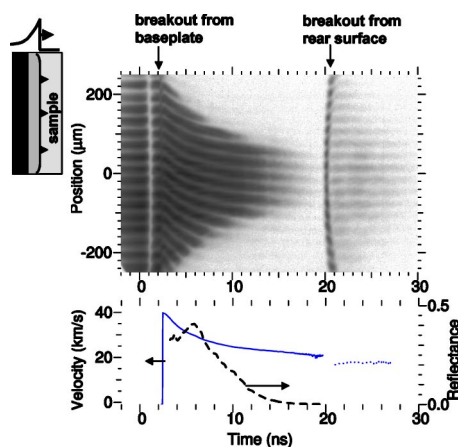 breakout from
baseplate
breakout from
rear surface
sample
Position (µm)
200
0
-200
0
10
20
30
Velocity (km/s)
40
20
0
0.5
0.0
Reflectance
0
10
20
30
Time (ns)